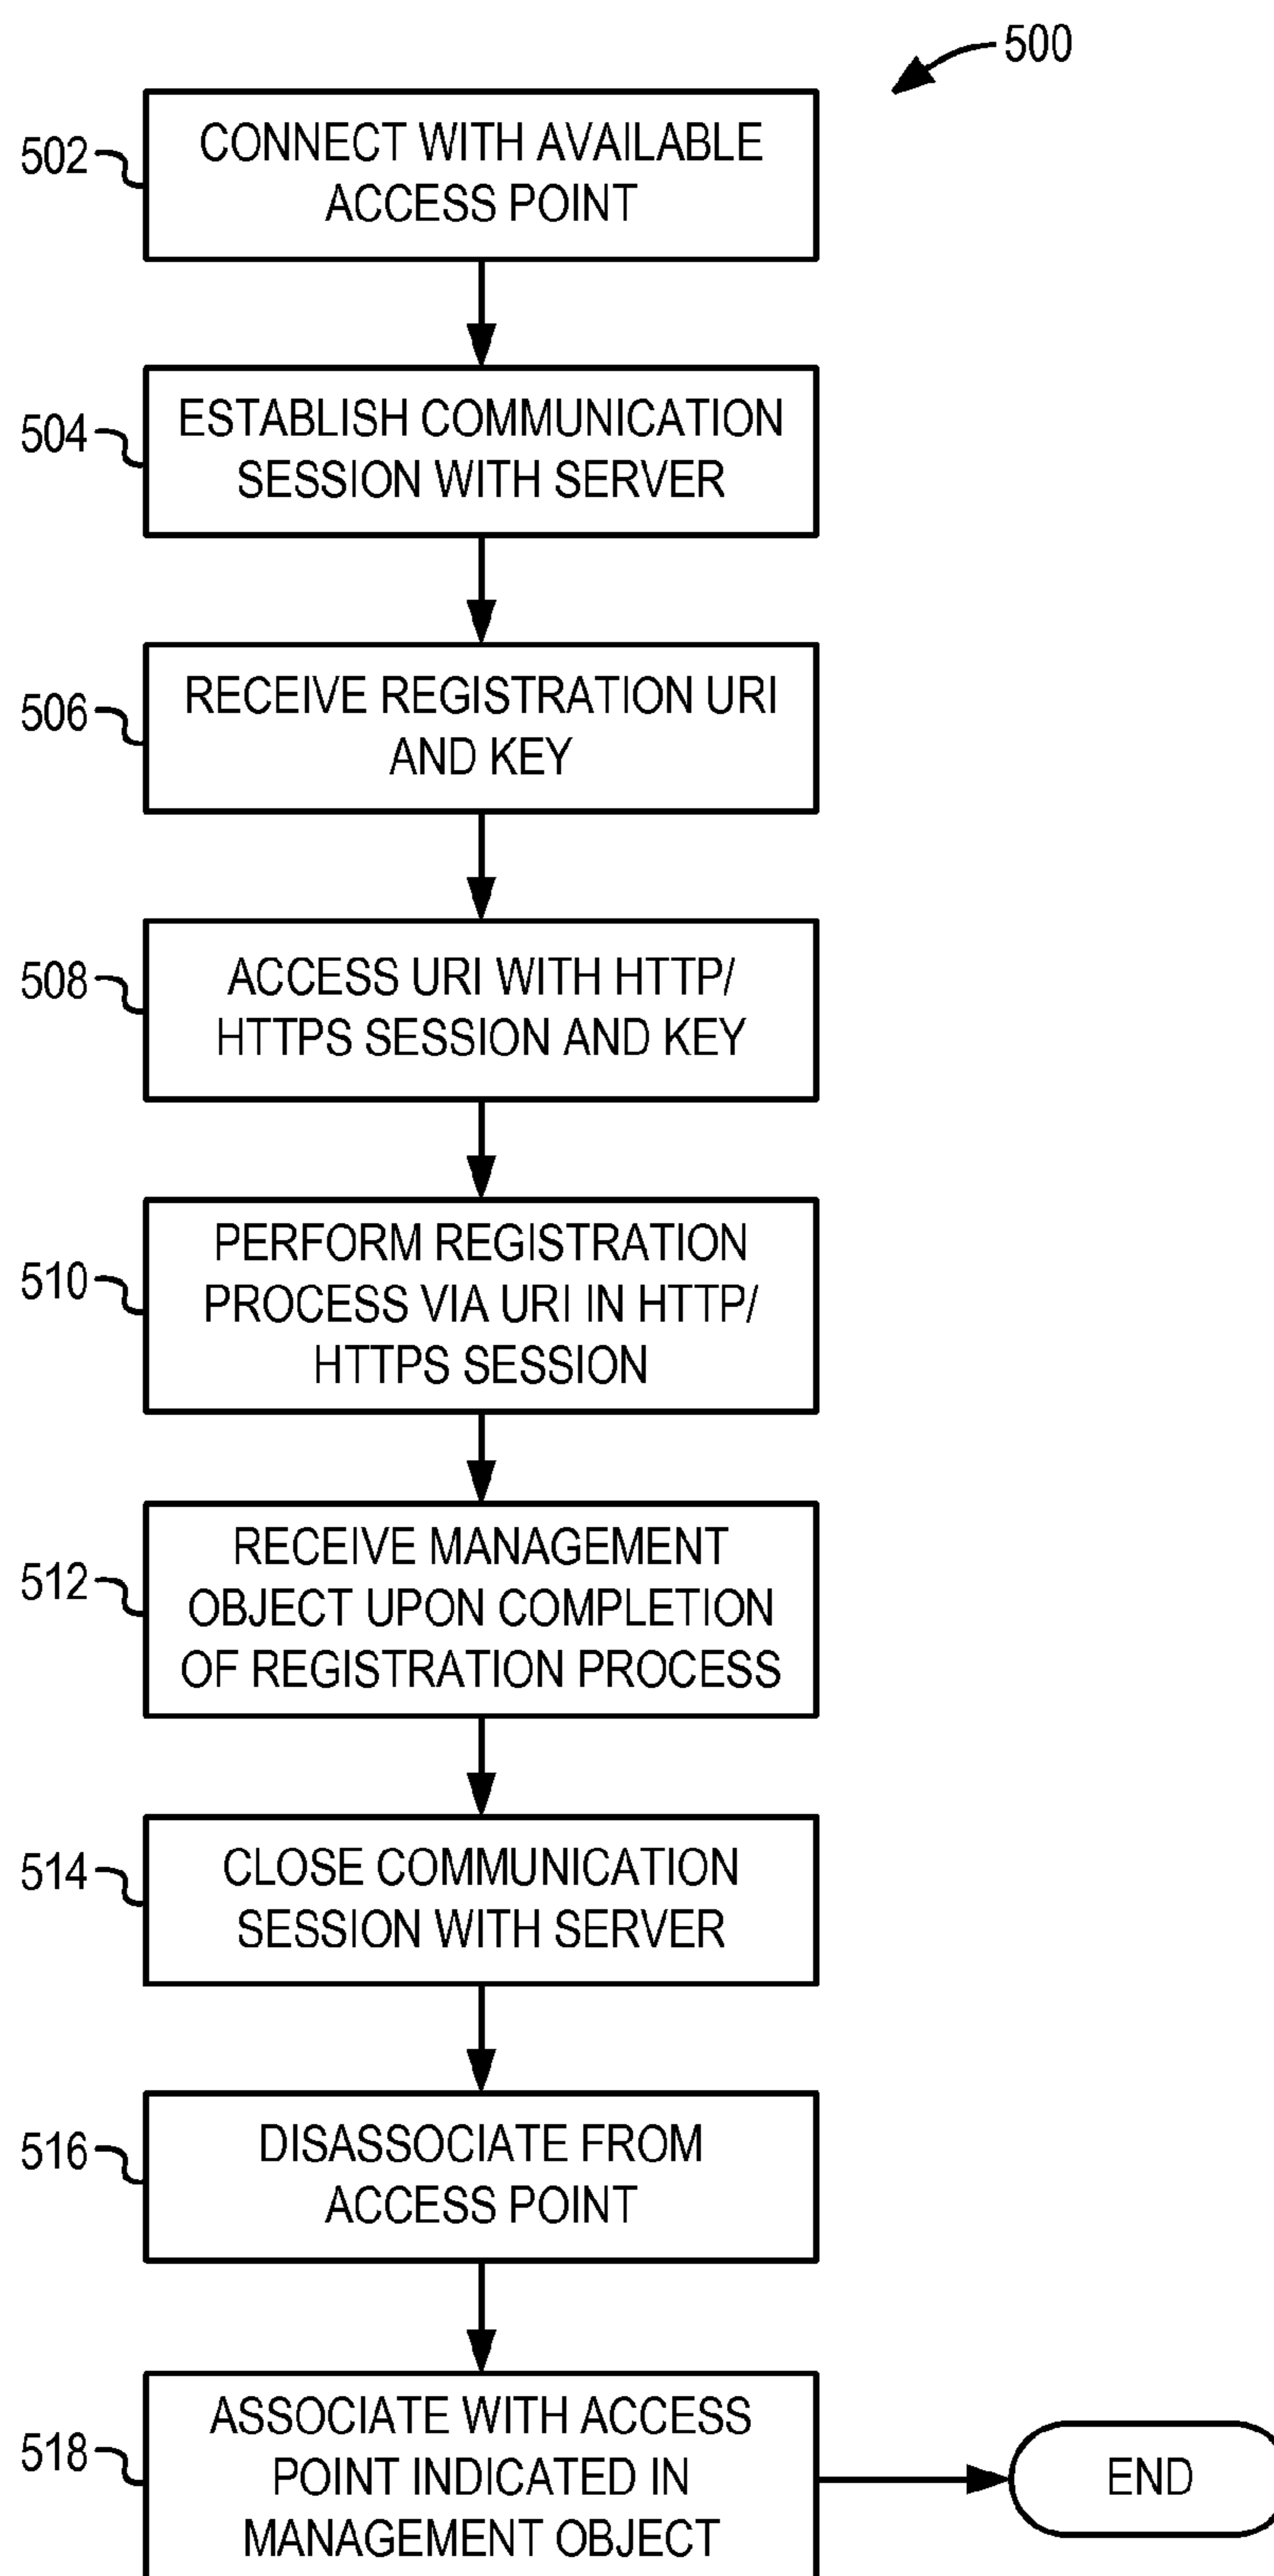 500
502
CONNECT WITH AVAILABLE
ACCESS POINT
504
ESTABLISH COMMUNICATION
SESSION WITH SERVER
506
RECEIVE REGISTRATION URI
AND KEY
508
ACCESS URI WITH HTTP/
HTTPS SESSION AND KEY
510
PERFORM REGISTRATION
PROCESS VIA URI IN HTTP/
HTTPS SESSION
512
RECEIVE MANAGEMENT
OBJECT UPON COMPLETION
OF REGISTRATION PROCESS
514
CLOSE COMMUNICATION
SESSION WITH SERVER
516
DISASSOCIATE FROM
ACCESS POINT
518
ASSOCIATE WITH ACCESS
POINT INDICATED IN
MANAGEMENT OBJECT
END